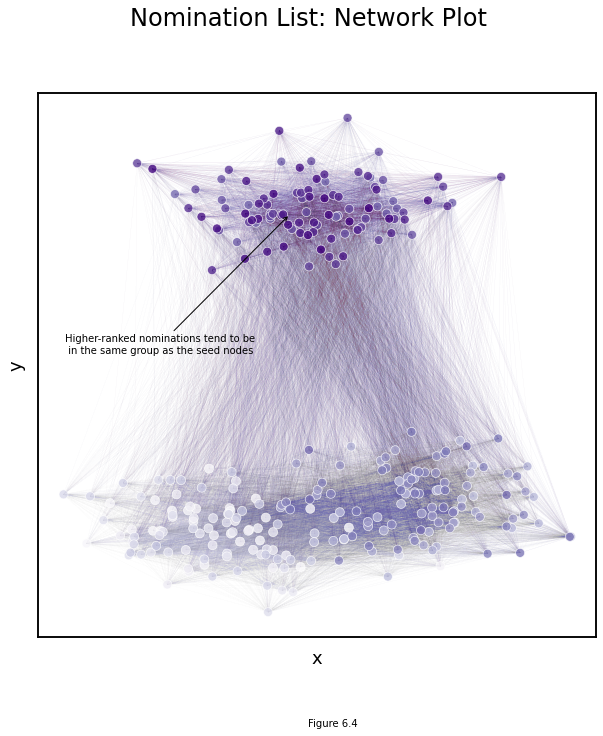 Nomination List: Network Plot
Higher-ranked nominations tend to be
in the same group as the seed nodes
y
x
Figure 6.4